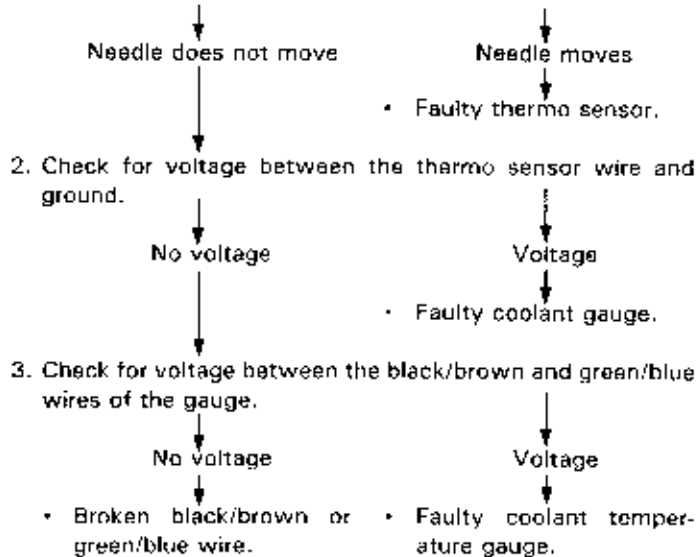 Needle does not move
Needle moves
• Faulty thermo sensor.
2. Check for voltage between the thermo sensor wire and
ground.
No voltage
Voltage
• Faulty coolant gauge.
3. Check for voltage between the black/brown and green/blue
wires of the gauge.
No voltage
Voltage
• Broken black/brown or
green/blue wire.
• Faulty coolant temper-
ature gauge.